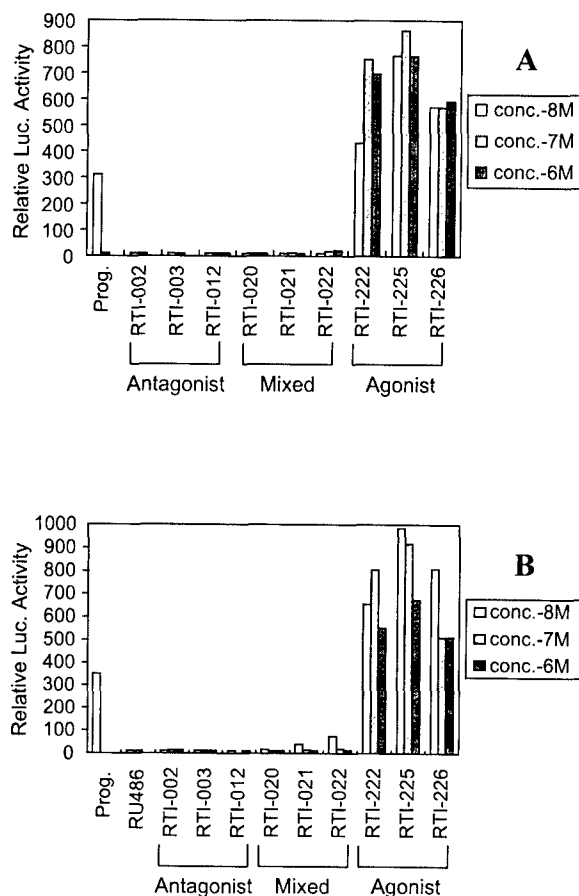 900
800
700
600
500
400
300
200
100
0
Relative Luc. Activity
A
conc.-8M
conc.-7M
conc.-6M
Prog.
RTI-002
RTI-003
RTI-012
RTI-020
RTI-021
RTI-022
RTI-222
RTI-225
RTI-226
Antagonist Mixed Agonist
1000
900
800
700
600
500
400
300
200
100
0
Relative Luc. Activity
B
conc.-8M
conc.-7M
conc.-6M
Prog.
RU486
RTI-002
RTI-003
RTI-012
RTI-020
RTI-021
RTI-022
RTI-222
RTI-225
RTI-226
Antagonist Mixed Agonist